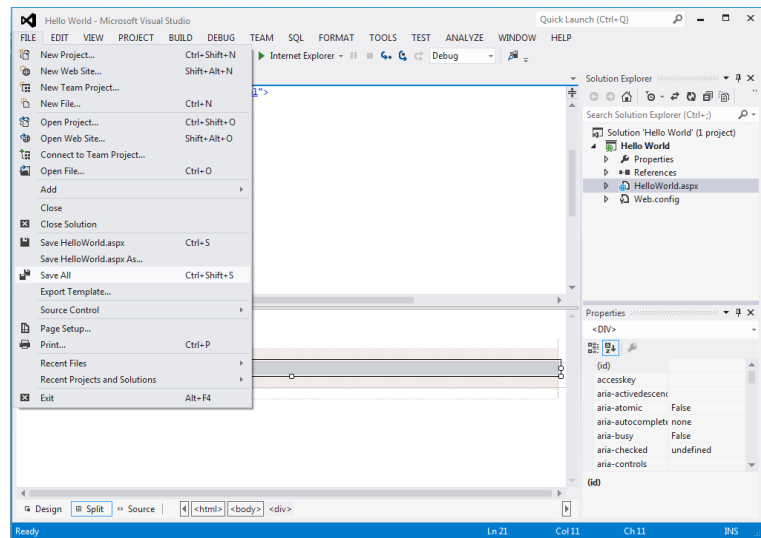 Hello World - Microsoft Visual Studio
Quick Launch (Ctrl+Q)
FILE EDIT VIEW PROJECT BUILD DEBUG TEAM SQL FORMAT TOOLS TEST ANALYZE WINDOW HELP
Internet Explorer
Debug
New Project... Ctrl+Shift+N
New Web Site... Shift+Alt+N
New Team Project...
New File... Ctrl+N
Open Project... Ctrl+Shift+O
Open Web Site... Shift+Alt+O
Connect to Team Project...
Open File... Ctrl+O
Add
Close
Close Solution
Save HelloWorld.aspx Ctrl+S
Save HelloWorld.aspx As...
Save All Ctrl+Shift+S
Export Template...
Source Control
Page Setup...
Print... Ctrl+P
Recent Files
Recent Projects and Solutions
Exit Alt+F4
">
Solution Explorer
Search Solution Explorer (Ctrl+;)
Solution 'Hello World' (1 project)
Hello World
Properties
References
HelloWorld.aspx
Web.config
Properties
<DIV>
(id)
accesskey
aria-activedescend
aria-atomic False
aria-autocomplete none
aria-busy False
aria-checked undefined
aria-controls
(id)
Design Split Source <html> <body> <div>
Ready Ln 21 Col 11 Ch 11 INS